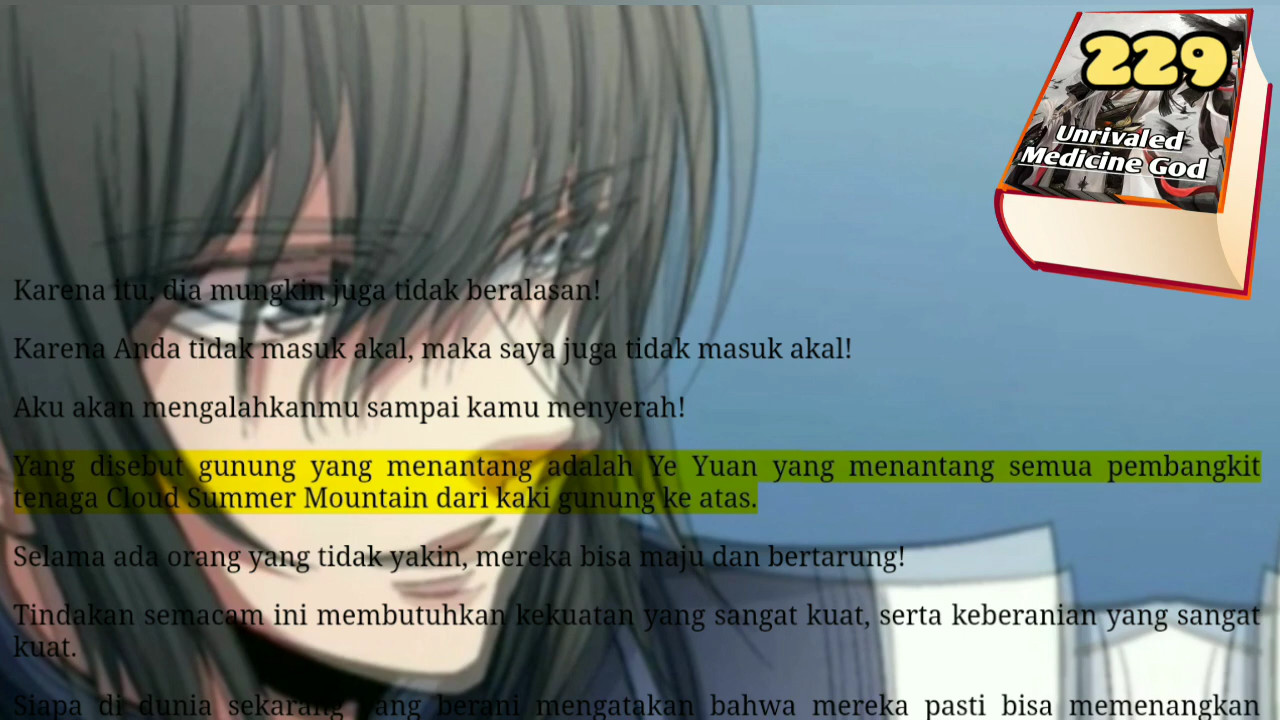 229
Unrivaled
Medicine God
Karena itu, dia mungkin juga tidak beralasan!
Karena Anda tidak masuk akal, maka saya juga tidak masuk akal!
Aku akan mengalahkanmu sampai kamu menyerah!
Yang disebut gunung yang menantang adalah Ye Yuan yang menantang semua pembangkit
tenaga Cloud Summer Mountain dari kaki gunung ke atas.
Selama ada orang yang tidak yakin, mereka bisa maju dan bertarung!
Tindakan semacam ini membutuhkan kekuatan yang sangat kuat, serta keberanian yang sangat
kuat.
Siapa di dunia sekarang yang berani mengatakan bahwa mereka pasti bisa memenangkan